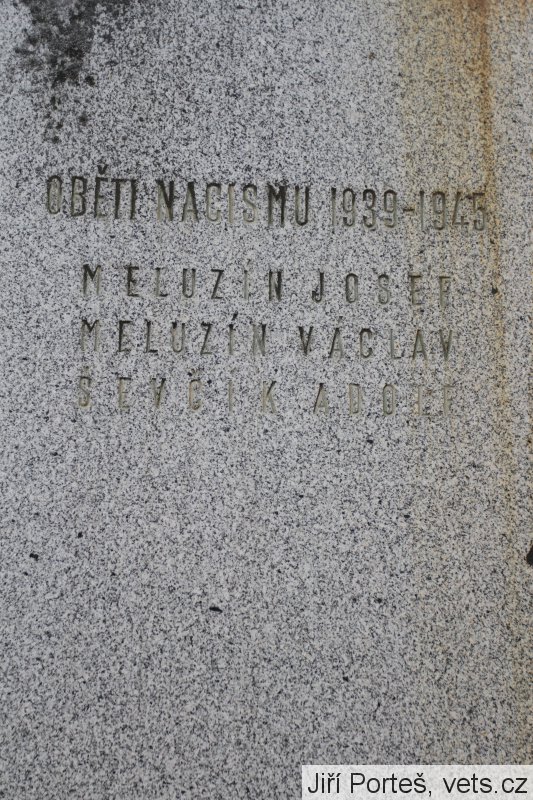 OBĚTI NACISMU 1939-1945
MELUZÍN JOSEF
MELUZÍN VÁCLAV
ŠEVČÍK ADOLF
Jiří Porteš, vets.cz